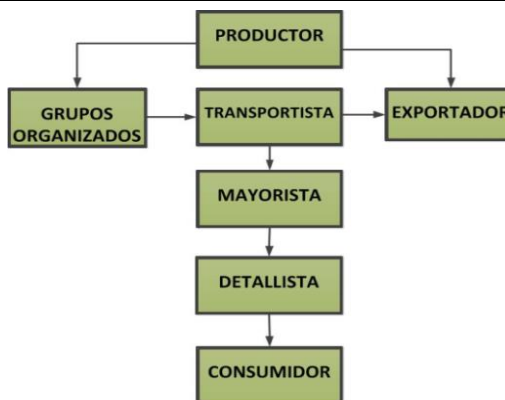 PRODUCTOR
GRUPOS
ORGANIZADOS
TRANSPORTISTA
EXPORTADOR
MAYORISTA
DETALLISTA
CONSUMIDOR